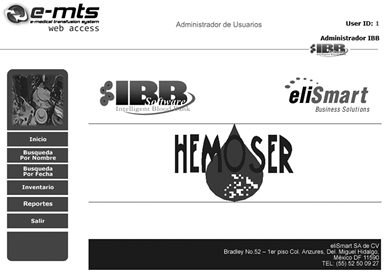 e-mts
e-medical transfusion system
web access
Administrador de Usuarios
User ID: 1
Administrador IBB
IBB
IBB
Software
Intelligent Blood Bank
eliSmart
Business Solutions
HEMOSER
Inicio
Busqueda
Por Nombre
Busqueda
Por Fecha
Inventario
Reportes
Salir
eliSmart SA de CV
Bradley No.52 – 1er piso Col. Anzures, Del. Miguel Hidalgo,
México DF 11590
TEL: (55) 52 50 09 27